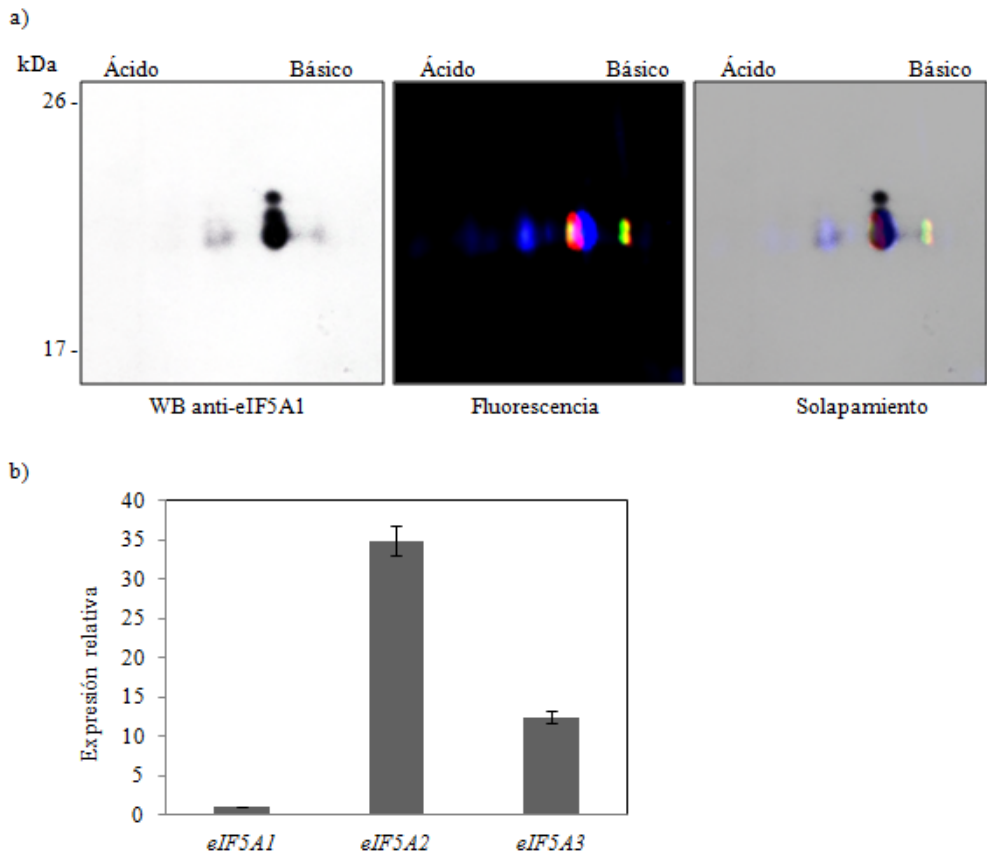 a)
kDa
Ácido Básico Ácido Básico Ácido Básico
26
17
WB anti-eIF5A1 Fluorescencia Solapamiento
b)
Expresión relativa
40
35
30
25
20
15
10
5
0
eIF5A1 eIF5A2 eIF5A3